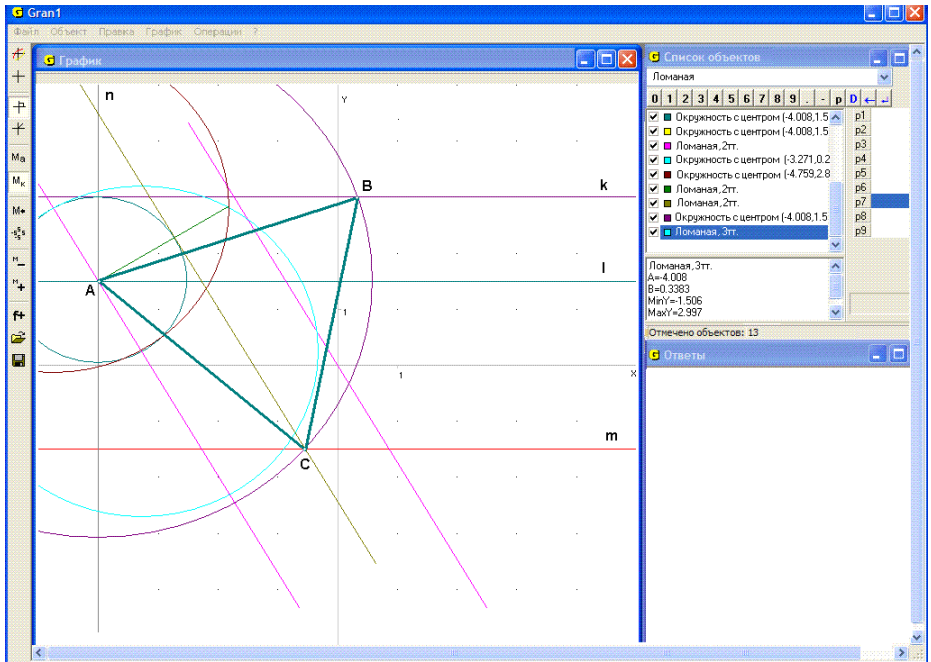 Gran1
Файл Объект Правка График Операции ?
График
Список объектов
Ломаная
0 1 2 3 4 5 6 7 8 9 . - p D ← ↵
Окружность с центром (-4.008,1.5
Окружность с центром (-4.008,1.5
Ломаная, 2тт.
Окружность с центром (-3.271,0.2
Окружность с центром (-4.759,2.8
Ломаная, 2тт.
Ломаная, 2тт.
Окружность с центром (-4.008,1.5
Ломаная, 3тт.
p1
p2
p3
p4
p5
p6
p7
p8
p9
Ломаная, 3тт.
A=-4.008
B=0.3383
MinY=-1.506
MaxY=2.997
Отмечено объектов: 13
Ответы
Mа
Mк
M+
M
M+
f+
n
Y
B
k
A
l
1
1
X
m
C